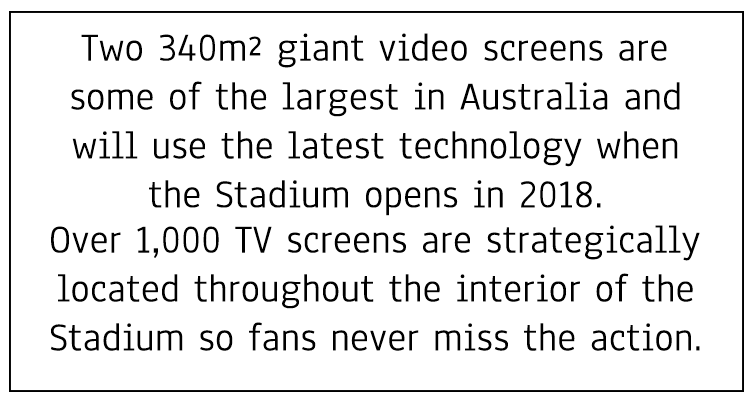 Two 340m² giant video screens are
some of the largest in Australia and
will use the latest technology when
the Stadium opens in 2018.
Over 1,000 TV screens are strategically
located throughout the interior of the
Stadium so fans never miss the action.